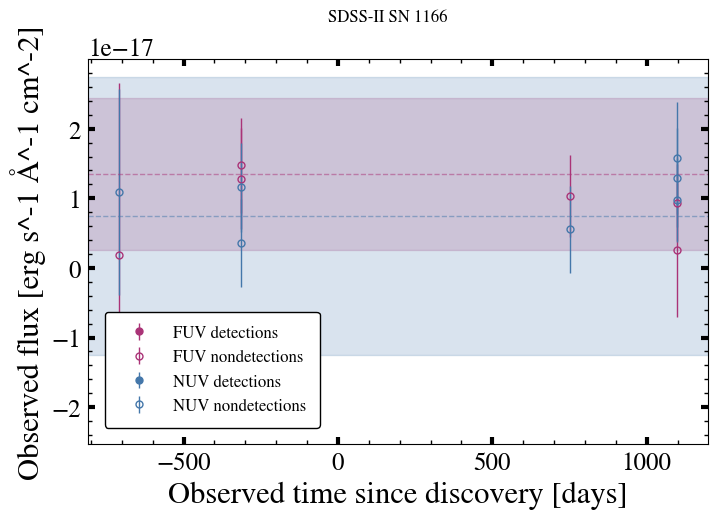 SDSS-II SN 1166
1e−17
Observed flux [erg s^-1 Å^-1 cm^-2]
2
1
0
−1
−2
FUV detections
FUV nondetections
NUV detections
NUV nondetections
−500
0
500
1000
Observed time since discovery [days]